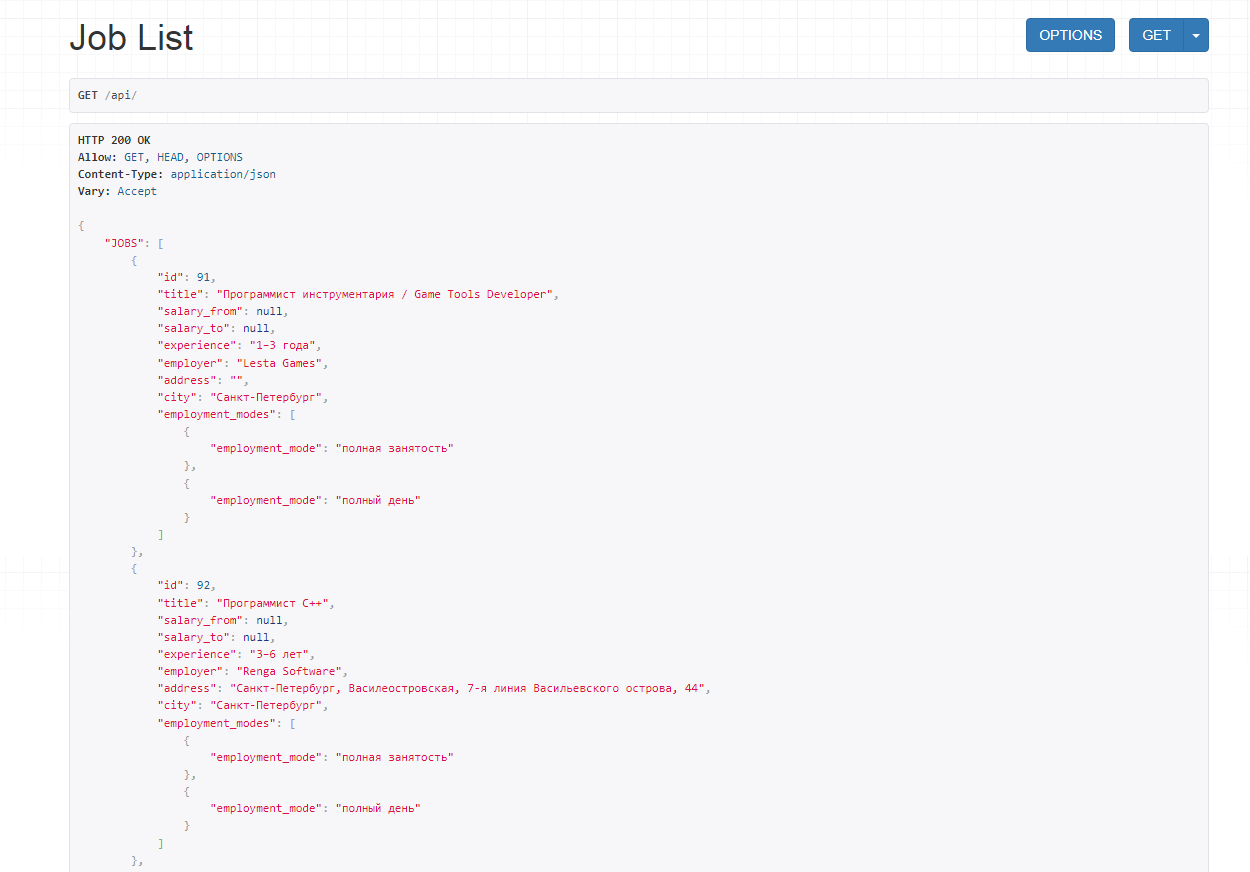 Job List
OPTIONS GET
GET /api/
HTTP 200 OK
Allow: GET, HEAD, OPTIONS
Content-Type: application/json
Vary: Accept
{
"JOBS": [
{
"id": 91,
"title": "Программист инструментария / Game Tools Developer",
"salary_from": null,
"salary_to": null,
"experience": "1–3 года",
"employer": "Lesta Games",
"address": "",
"city": "Санкт-Петербург",
"employment_modes": [
{
"employment_mode": "полная занятость"
},
{
"employment_mode": "полный день"
}
]
},
{
"id": 92,
"title": "Программист C++",
"salary_from": null,
"salary_to": null,
"experience": "3–6 лет",
"employer": "Renga Software",
"address": "Санкт-Петербург, Василеостровская, 7-я линия Васильевского острова, 44",
"city": "Санкт-Петербург",
"employment_modes": [
{
"employment_mode": "полная занятость"
},
{
"employment_mode": "полный день"
}
]
},